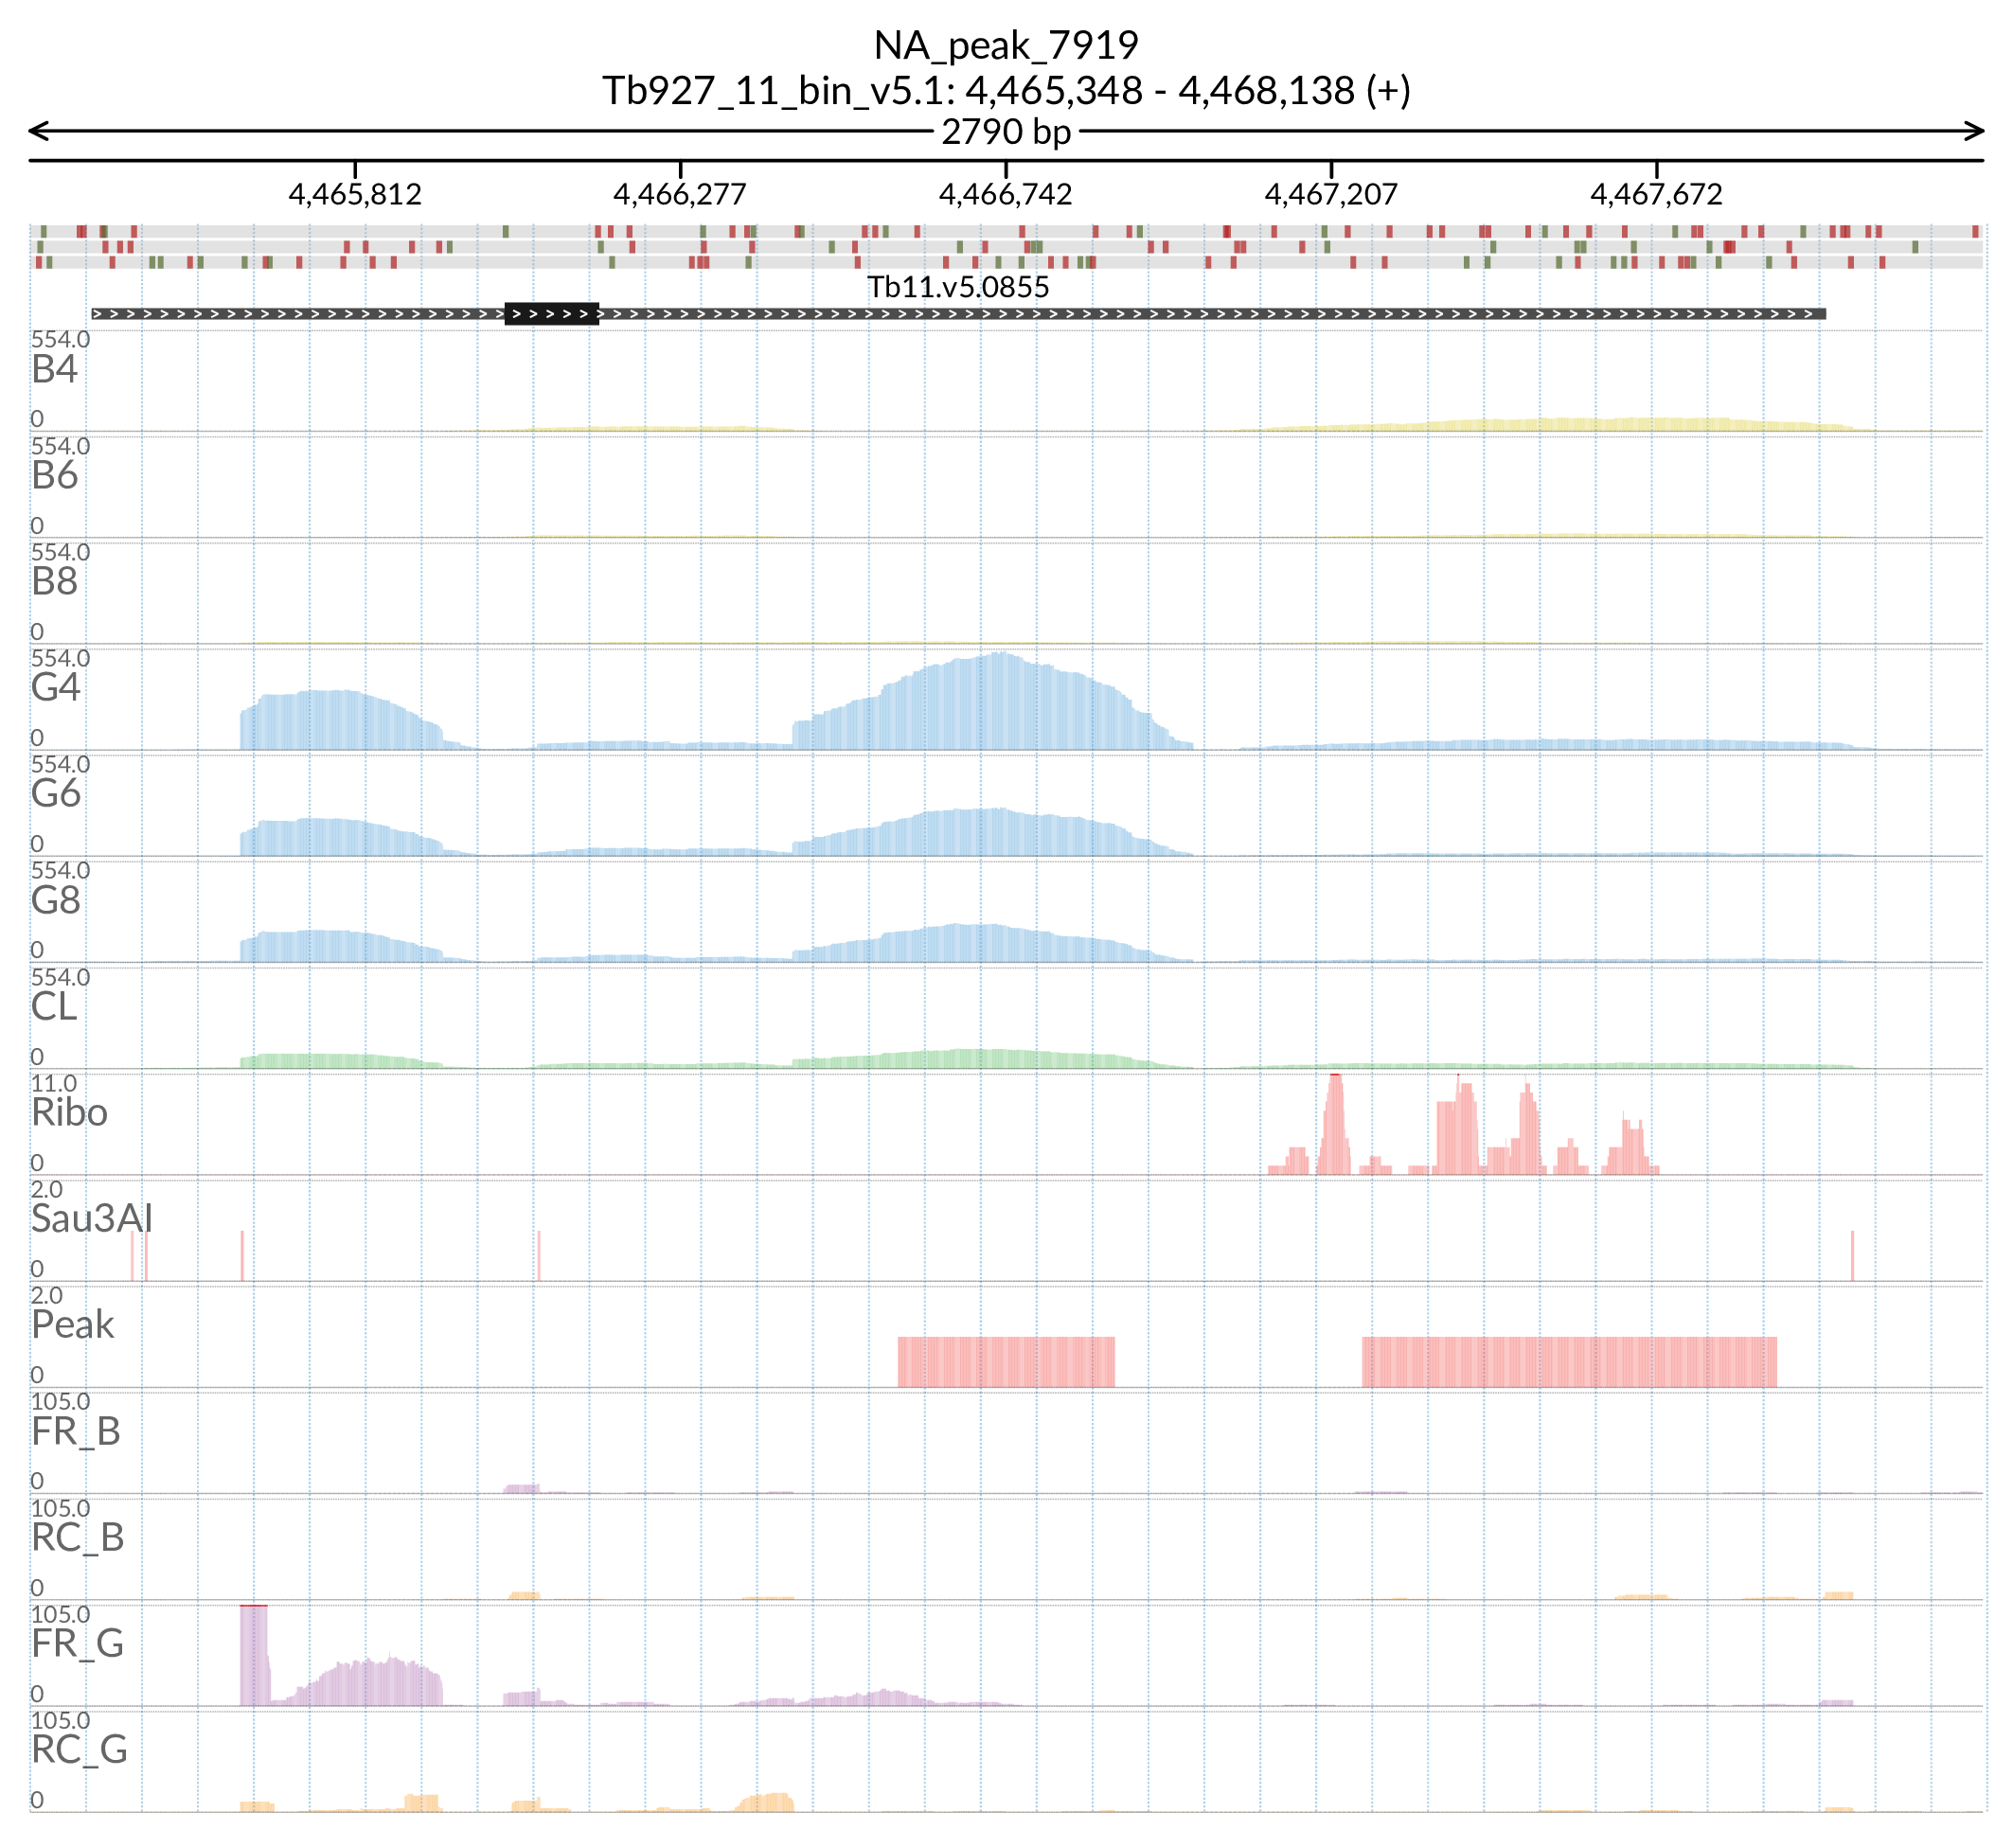 NA_peak_7919
Tb927_11_bin_v5.1: 4,465,348 - 4,468,138 (+)
2790 bp
4,465,812 4,466,277 4,466,742 4,467,207 4,467,672
Tb11.v5.0855
554.0
B4
0
554.0
B6
0
554.0
B8
0
554.0
G4
0
554.0
G6
0
554.0
G8
0
554.0
CL
0
11.0
Ribo
0
2.0
Sau3AI
0
2.0
Peak
0
105.0
FR_B
0
105.0
RC_B
0
105.0
FR_G
0
105.0
RC_G
0